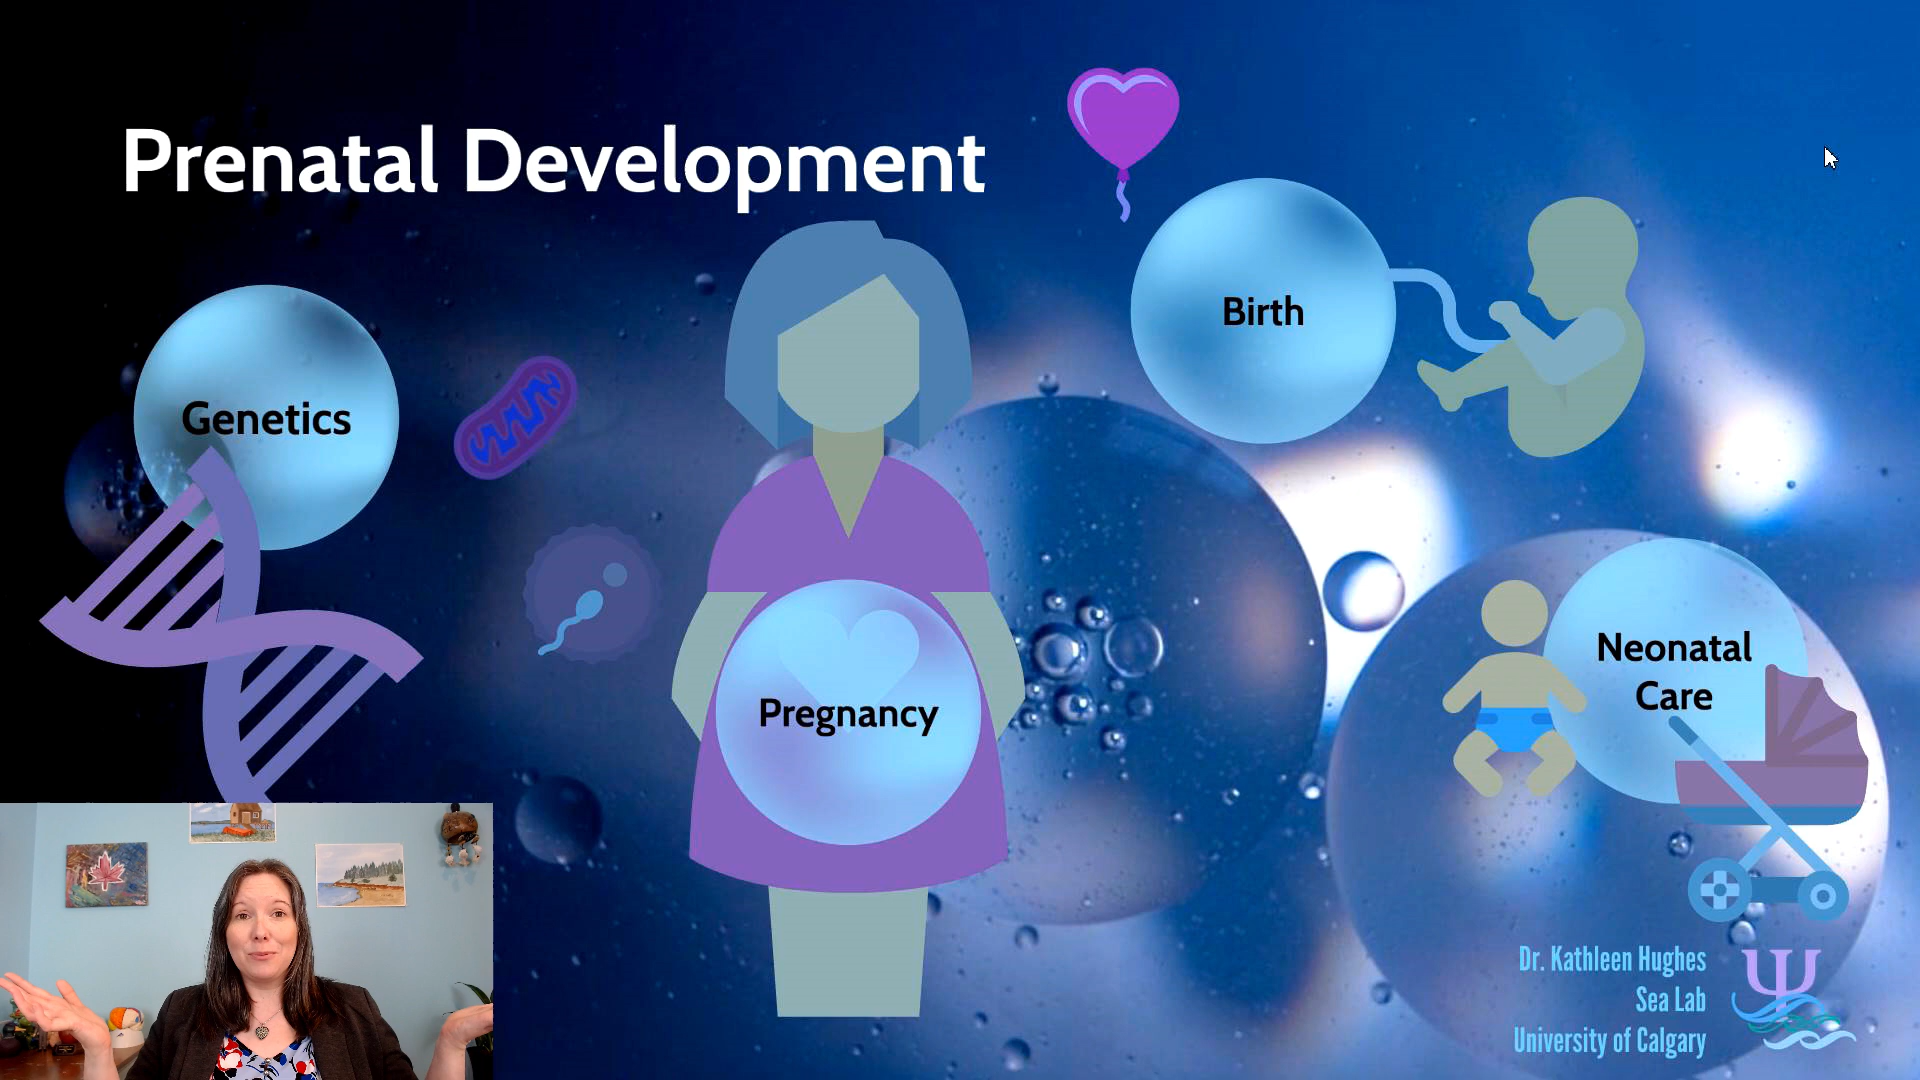 Prenatal Development
Genetics
Birth
Pregnancy
Neonatal
Care
Dr. Kathleen Hughes
Sea Lab
University of Calgary